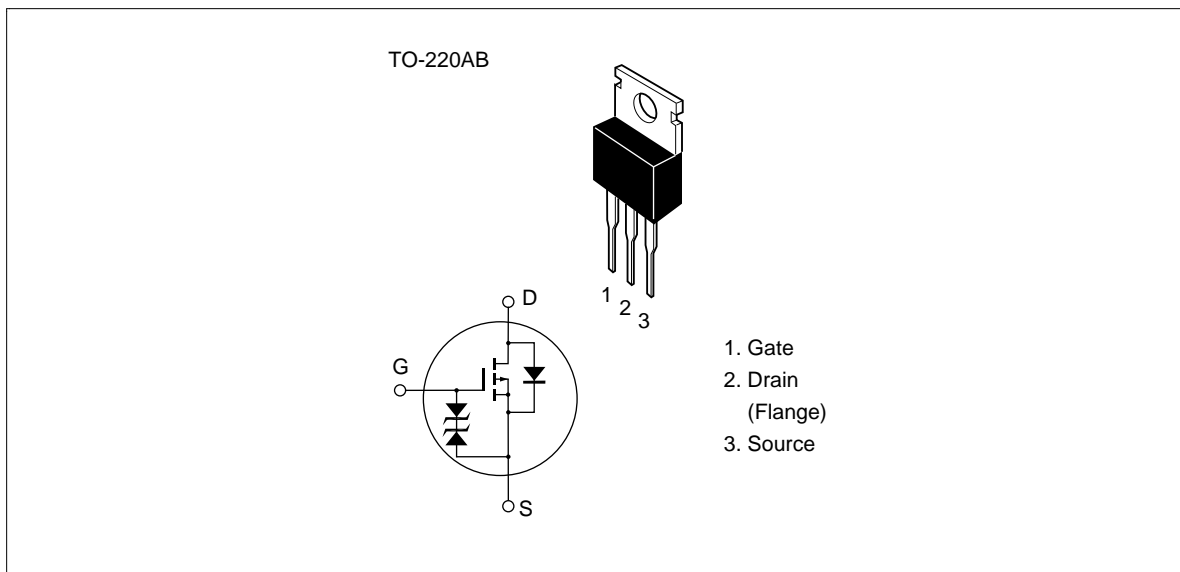 TO-220AB
1
2
3
D
G
S
1. Gate
2. Drain
(Flange)
3. Source